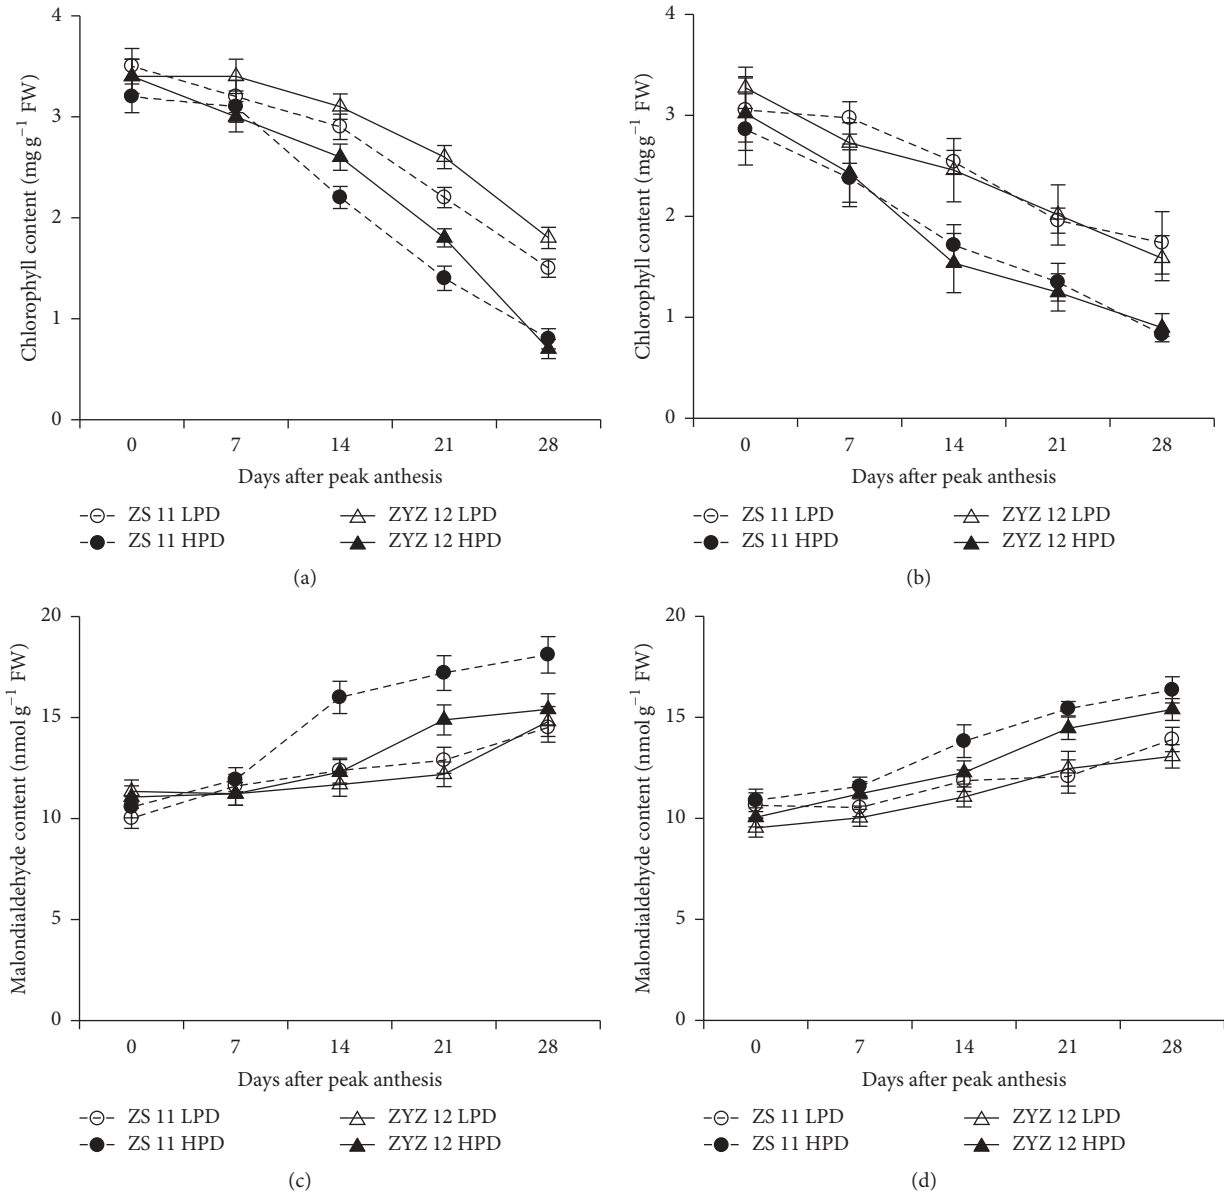 4
3
2
1
0
Chlorophyll content (mg g⁻¹ FW)
0 7 14 21 28
Days after peak anthesis
ZS 11 LPD ZYZ 12 LPD
ZS 11 HPD ZYZ 12 HPD
(a)
4
3
2
1
0
Chlorophyll content (mg g⁻¹ FW)
0 7 14 21 28
Days after peak anthesis
ZS 11 LPD ZYZ 12 LPD
ZS 11 HPD ZYZ 12 HPD
(b)
20
15
10
5
0
Malondialdehyde content (nmol g⁻¹ FW)
0 7 14 21 28
Days after peak anthesis
ZS 11 LPD ZYZ 12 LPD
ZS 11 HPD ZYZ 12 HPD
(c)
20
15
10
5
0
Malondialdehyde content (nmol g⁻¹ FW)
0 7 14 21 28
Days after peak anthesis
ZS 11 LPD ZYZ 12 LPD
ZS 11 HPD ZYZ 12 HPD
(d)